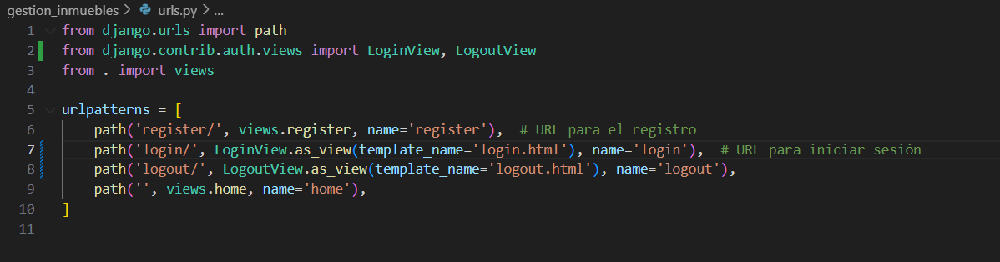 gestion_inmuebles > urls.py > ...
1 from django.urls import path
2 from django.contrib.auth.views import LoginView, LogoutView
3 from . import views
4
5 urlpatterns = [
6     path('register/', views.register, name='register'),  # URL para el registro
7     path('login/', LoginView.as_view(template_name='login.html'), name='login'),  # URL para iniciar sesión
8     path('logout/', LogoutView.as_view(template_name='logout.html'), name='logout'),
9     path('', views.home, name='home'),
10 ]
11